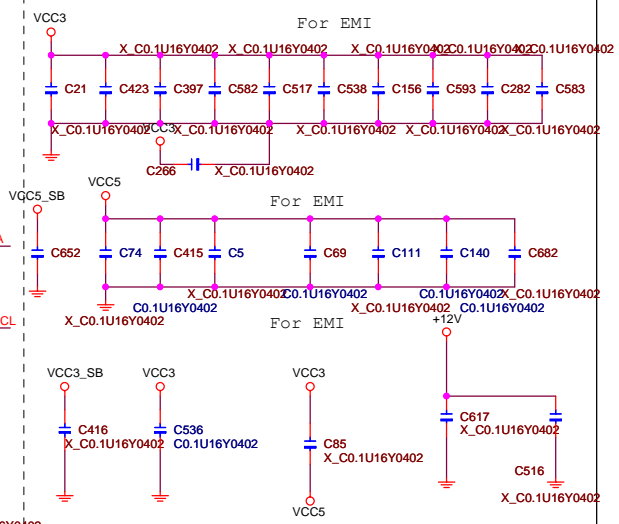 For EMI
VCC3
X_C0.1U16Y0402 X_C0.1U16Y0402 X_C0.1U16Y0402 X_C0.1U16Y0402 X_C0.1U16Y0402
C21 C423 C397 C582 C517 C538 C156 C593 C282 C583
X_C0.1U16Y0402 X_C0.1U16Y0402 X_C0.1U16Y0402 X_C0.1U16Y0402 X_C0.1U16Y0402
VCC3
C266 X_C0.1U16Y0402
VCC5_SB VCC5
For EMI
C652 C74 C415 C5 C69 C111 C140 C682
X_C0.1U16Y0402 C0.1U16Y0402 C0.1U16Y0402 X_C0.1U16Y0402
C0.1U16Y0402 X_C0.1U16Y0402 C0.1U16Y0402
X_C0.1U16Y0402
CL
For EMI
+12V
VCC3_SB VCC3 VCC3
C416 C536 C617
X_C0.1U16Y0402 C0.1U16Y0402 X_C0.1U16Y0402
C85
X_C0.1U16Y0402
C516
X_C0.1U16Y0402
VCC5